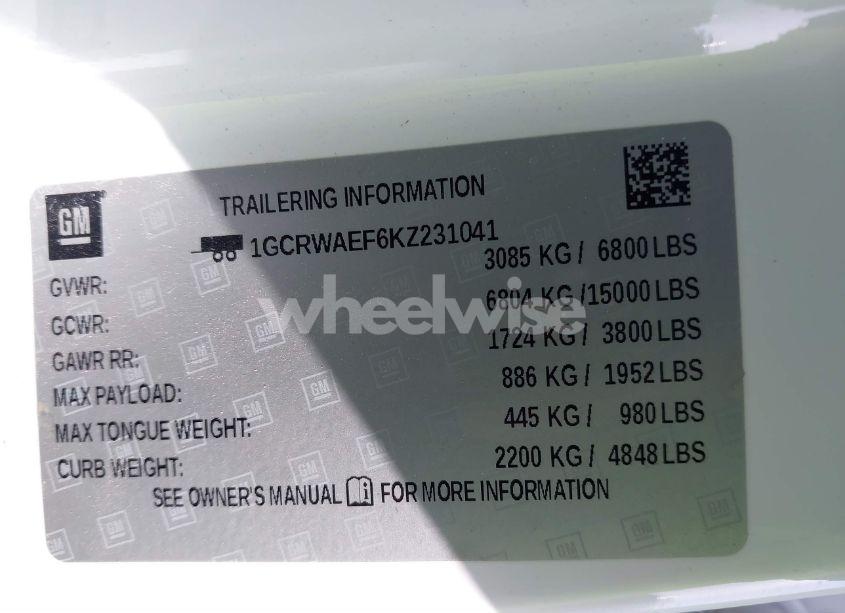 GM
TRAILERING INFORMATION
1GCRWAEF6KZ231041
GVWR: 3085 KG / 6800 LBS
GCWR: 6804 KG /15000 LBS
GAWR RR: 1724 KG / 3800 LBS
MAX PAYLOAD: 886 KG / 1952 LBS
MAX TONGUE WEIGHT: 445 KG / 980 LBS
CURB WEIGHT: 2200 KG / 4848 LBS
SEE OWNER'S MANUAL FOR MORE INFORMATION
wheelwise